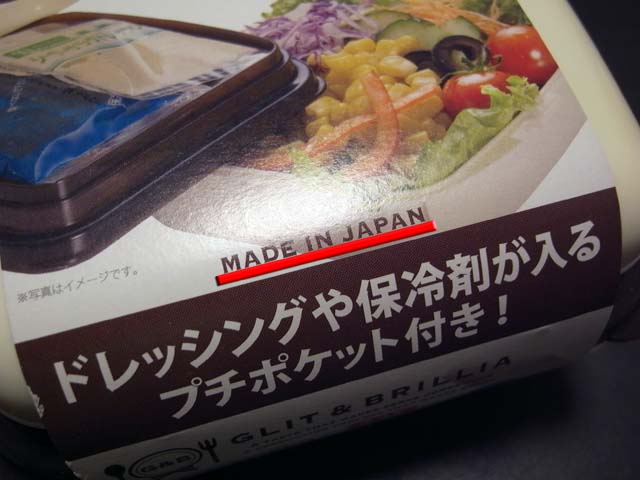 MADE IN JAPAN
※写真はイメージです。
ドレッシングや保冷剤が入る
プチポケット付き!
GLIT & BRILLIA
G&B